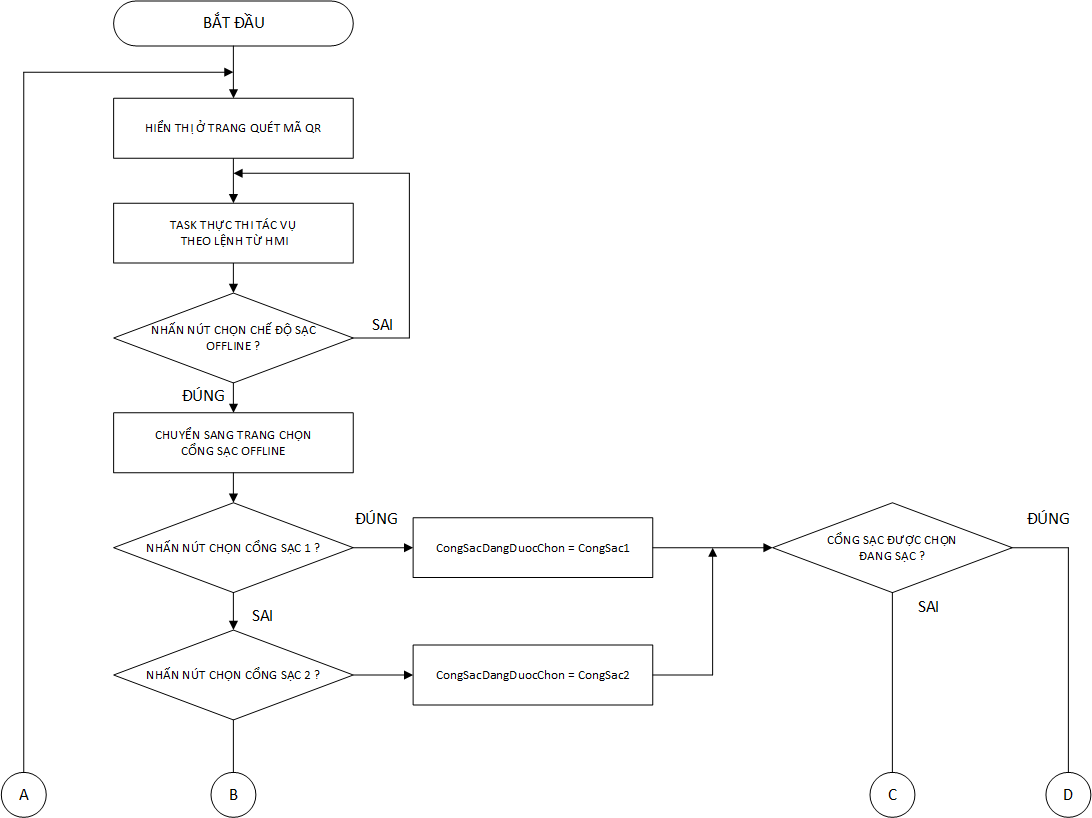 BẮT ĐẦU
HIỂN THỊ Ở TRANG QUÉT MÃ QR
TASK THỰC THI TÁC VỤ
THEO LỆNH TỪ HMI
NHẤN NÚT CHỌN CHẾ ĐỘ SẠC
OFFLINE ?
SAI
ĐÚNG
CHUYỂN SANG TRANG CHỌN
CỔNG SẠC OFFLINE
NHẤN NÚT CHỌN CỔNG SẠC 1 ?
ĐÚNG
CongSacDangDuocChon = CongSac1
CỔNG SẠC ĐƯỢC CHỌN
ĐANG SẠC ?
ĐÚNG
SAI
SAI
NHẤN NÚT CHỌN CỔNG SẠC 2 ?
CongSacDangDuocChon = CongSac2
A
B
C
D